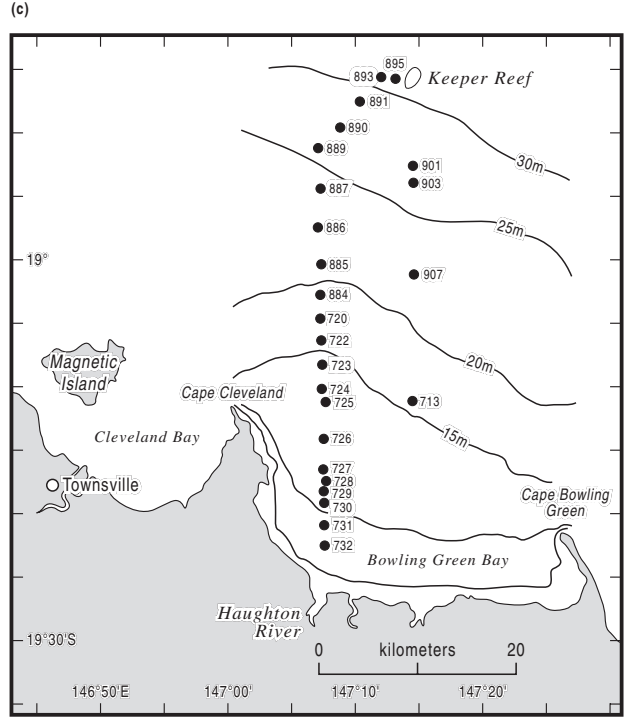 (c)
895
893
Keeper Reef
891
890
889
30m
901
903
887
25m
886
19°
885
907
884
720
722
Magnetic
Island
723
20m
724
Cape Cleveland
725
713
Cleveland Bay
726
15m
727
728
Townsville
729
Cape Bowling
Green
730
731
732
Bowling Green Bay
Haughton
River
19°30'S
0 kilometers 20
146°50'E 147°00' 147°10' 147°20'